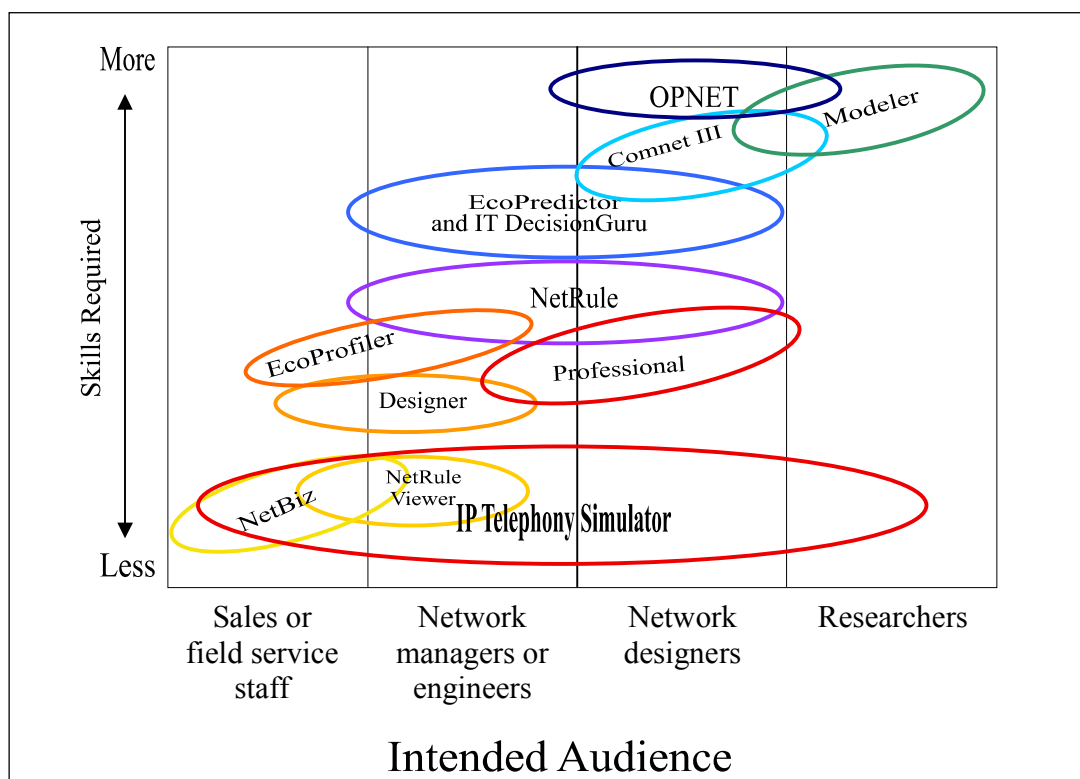 More
OPNET
Modeler
Comnet III
EcoPredictor
and IT DecisionGuru
Skills Required
NetRule
EcoProfiler
Professional
Designer
NetRule
Viewer
NetBiz
IP Telephony Simulator
Less
Sales or
field service
staff
Network
managers or
engineers
Network
designers
Researchers
Intended Audience